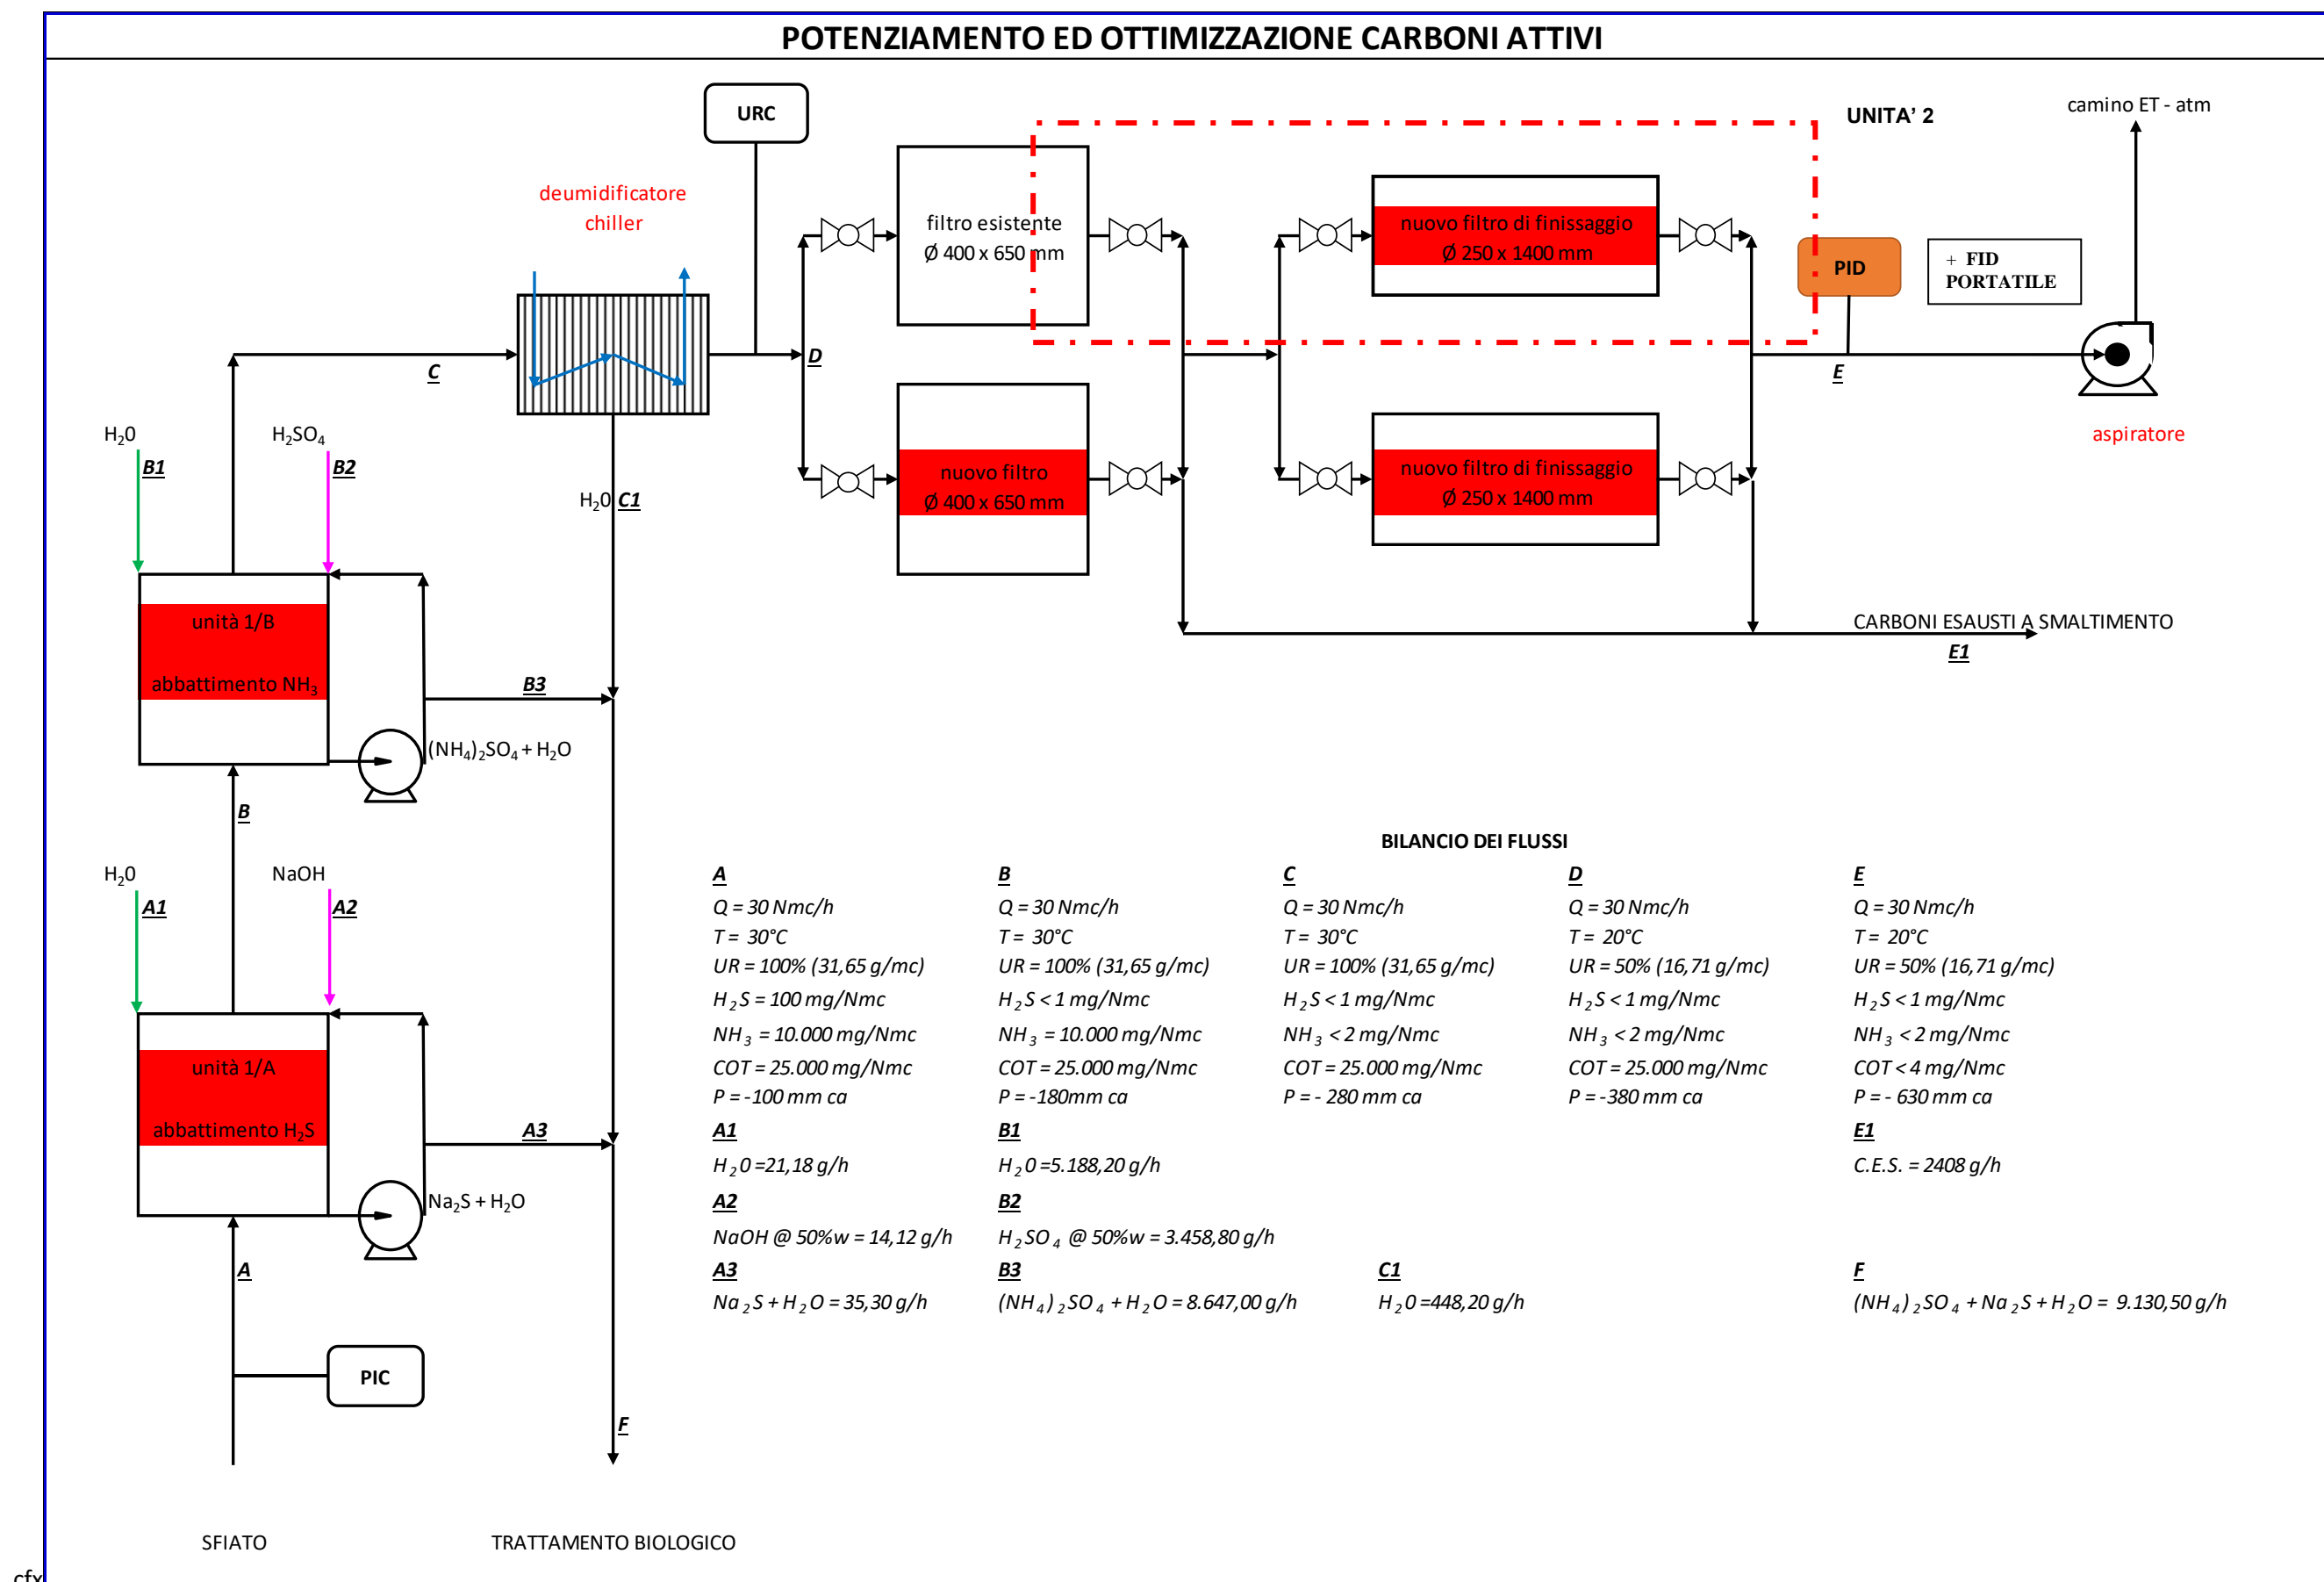 POTENZIAMENTO ED OTTIMIZZAZIONE CARBONI ATTIVI
URC
UNITA' 2
camino ET - atm
deumidificatore
chiller
filtro esistente
Ø 400 x 650 mm
nuovo filtro di finissaggio
Ø 250 x 1400 mm
PID
+ FID
PORTATILE
D
C
E
aspiratore
H₂0
B1
H₂SO₄
B2
nuovo filtro
Ø 400 x 650 mm
nuovo filtro di finissaggio
Ø 250 x 1400 mm
H₂0 C1
unità 1/B
abbattimento NH₃
CARBONI ESAUSTI A SMALTIMENTO
E1
B3
(NH₄)₂SO₄ + H₂O
B
H₂0
A1
NaOH
A2
unità 1/A
abbattimento H₂S
A3
Na₂S + H₂O
A
PIC
F
SFIATO
TRATTAMENTO BIOLOGICO
cfx
BILANCIO DEI FLUSSI
A
Q = 30 Nmc/h
T = 30°C
UR = 100% (31,65 g/mc)
H₂S = 100 mg/Nmc
NH₃ = 10.000 mg/Nmc
COT = 25.000 mg/Nmc
P = -100 mm ca
A1
H₂0 =21,18 g/h
A2
NaOH @ 50%w = 14,12 g/h
A3
Na₂S + H₂O = 35,30 g/h
B
Q = 30 Nmc/h
T = 30°C
UR = 100% (31,65 g/mc)
H₂S < 1 mg/Nmc
NH₃ = 10.000 mg/Nmc
COT = 25.000 mg/Nmc
P = -180mm ca
B1
H₂0 =5.188,20 g/h
B2
H₂SO₄ @ 50%w = 3.458,80 g/h
B3
(NH₄)₂SO₄ + H₂O = 8.647,00 g/h
C
Q = 30 Nmc/h
T = 30°C
UR = 100% (31,65 g/mc)
H₂S < 1 mg/Nmc
NH₃ < 2 mg/Nmc
COT = 25.000 mg/Nmc
P = - 280 mm ca
C1
H₂0 =448,20 g/h
D
Q = 30 Nmc/h
T = 20°C
UR = 50% (16,71 g/mc)
H₂S < 1 mg/Nmc
NH₃ < 2 mg/Nmc
COT = 25.000 mg/Nmc
P = -380 mm ca
E
Q = 30 Nmc/h
T = 20°C
UR = 50% (16,71 g/mc)
H₂S < 1 mg/Nmc
NH₃ < 2 mg/Nmc
COT < 4 mg/Nmc
P = - 630 mm ca
E1
C.E.S. = 2408 g/h
F
(NH₄)₂SO₄ + Na₂S + H₂O = 9.130,50 g/h